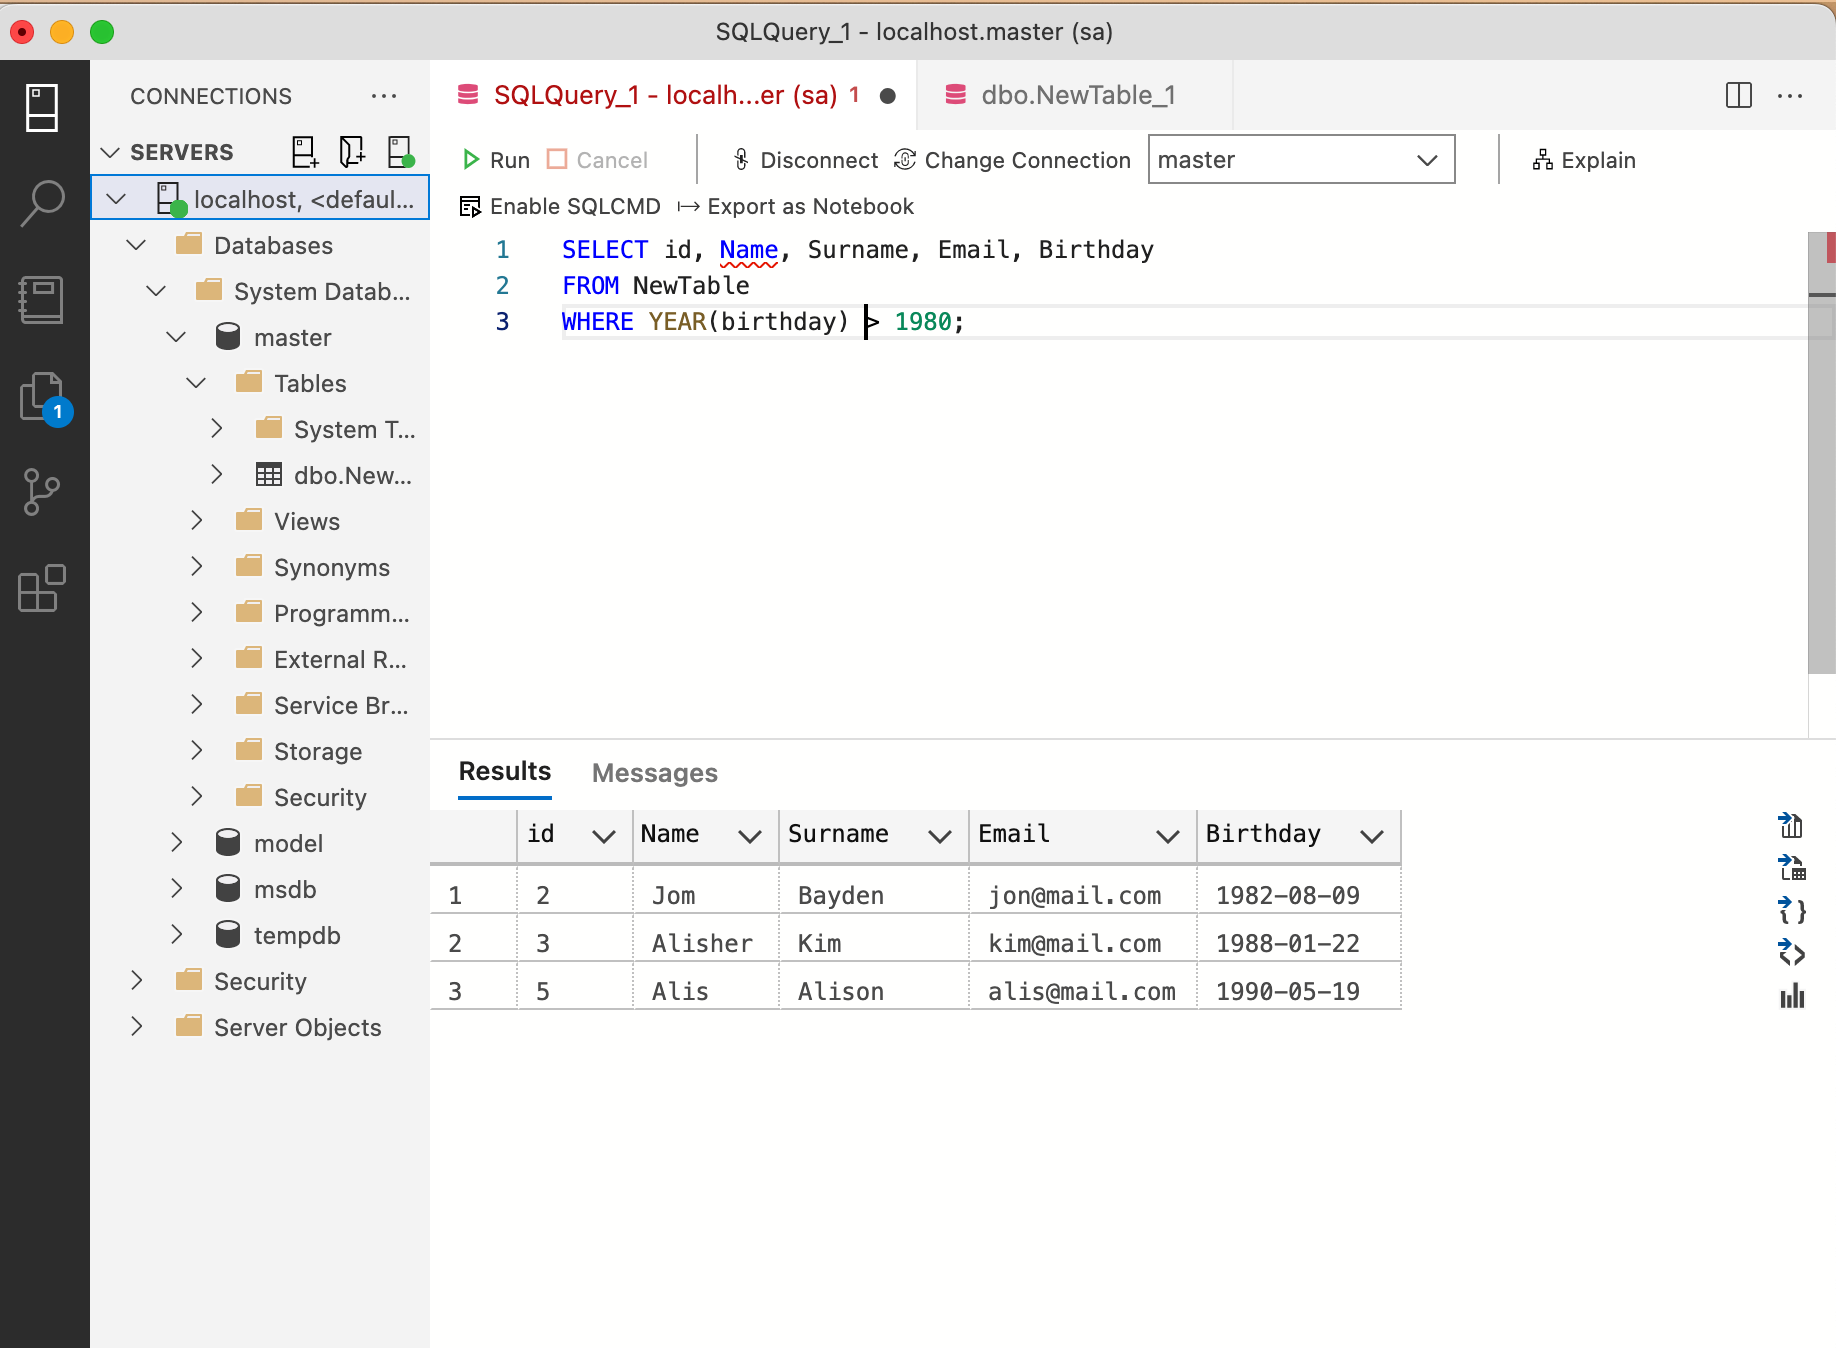 SQLQuery_1 - localhost.master (sa)
CONNECTIONS
SERVERS
localhost, <defaul...
Databases
System Datab...
master
Tables
System T...
dbo.New...
Views
Synonyms
Programm...
External R...
Service Br...
Storage
Security
model
msdb
tempdb
Security
Server Objects
1
SQLQuery_1 - localh...er (sa) 1
dbo.NewTable_1
Run Cancel Disconnect Change Connection master Explain
Enable SQLCMD Export as Notebook
1 SELECT id, Name, Surname, Email, Birthday
2 FROM NewTable
3 WHERE YEAR(birthday) > 1980;
Results Messages
id Name Surname Email Birthday
1 2 Jom Bayden jon@mail.com 1982-08-09
2 3 Alisher Kim kim@mail.com 1988-01-22
3 5 Alis Alison alis@mail.com 1990-05-19